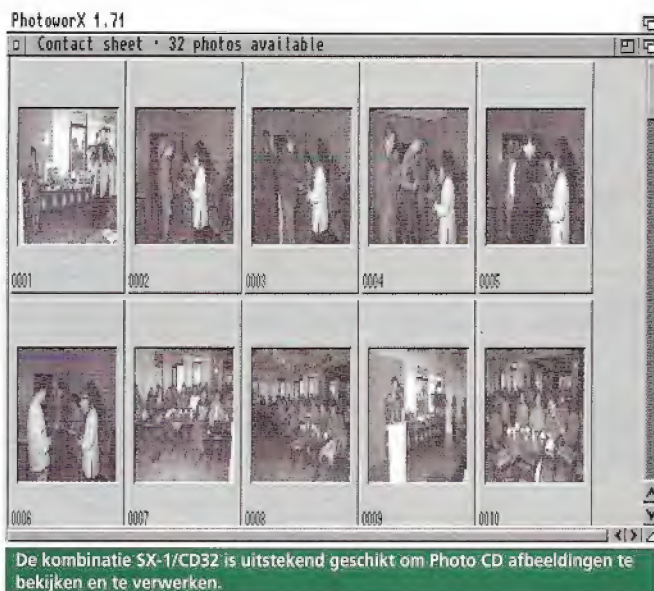 PhotoworX 1.71
Contact sheet · 32 photos available
0001 0002 0003 0004 0005
0006 0007 0008 0009 0010
De kombinatie SX-1/CD32 is uitstekend geschikt om Photo CD afbeeldingen te
bekijken en te verwerken.